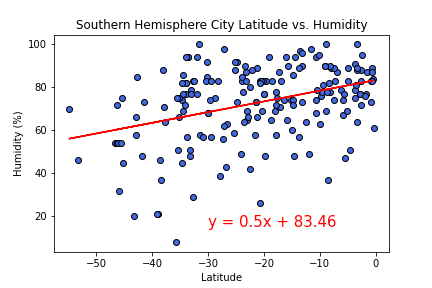 Southern Hemisphere City Latitude vs. Humidity
Humidity (%)
100
80
60
40
20
y = 0.5x + 83.46
−50
−40
−30
−20
−10
0
Latitude